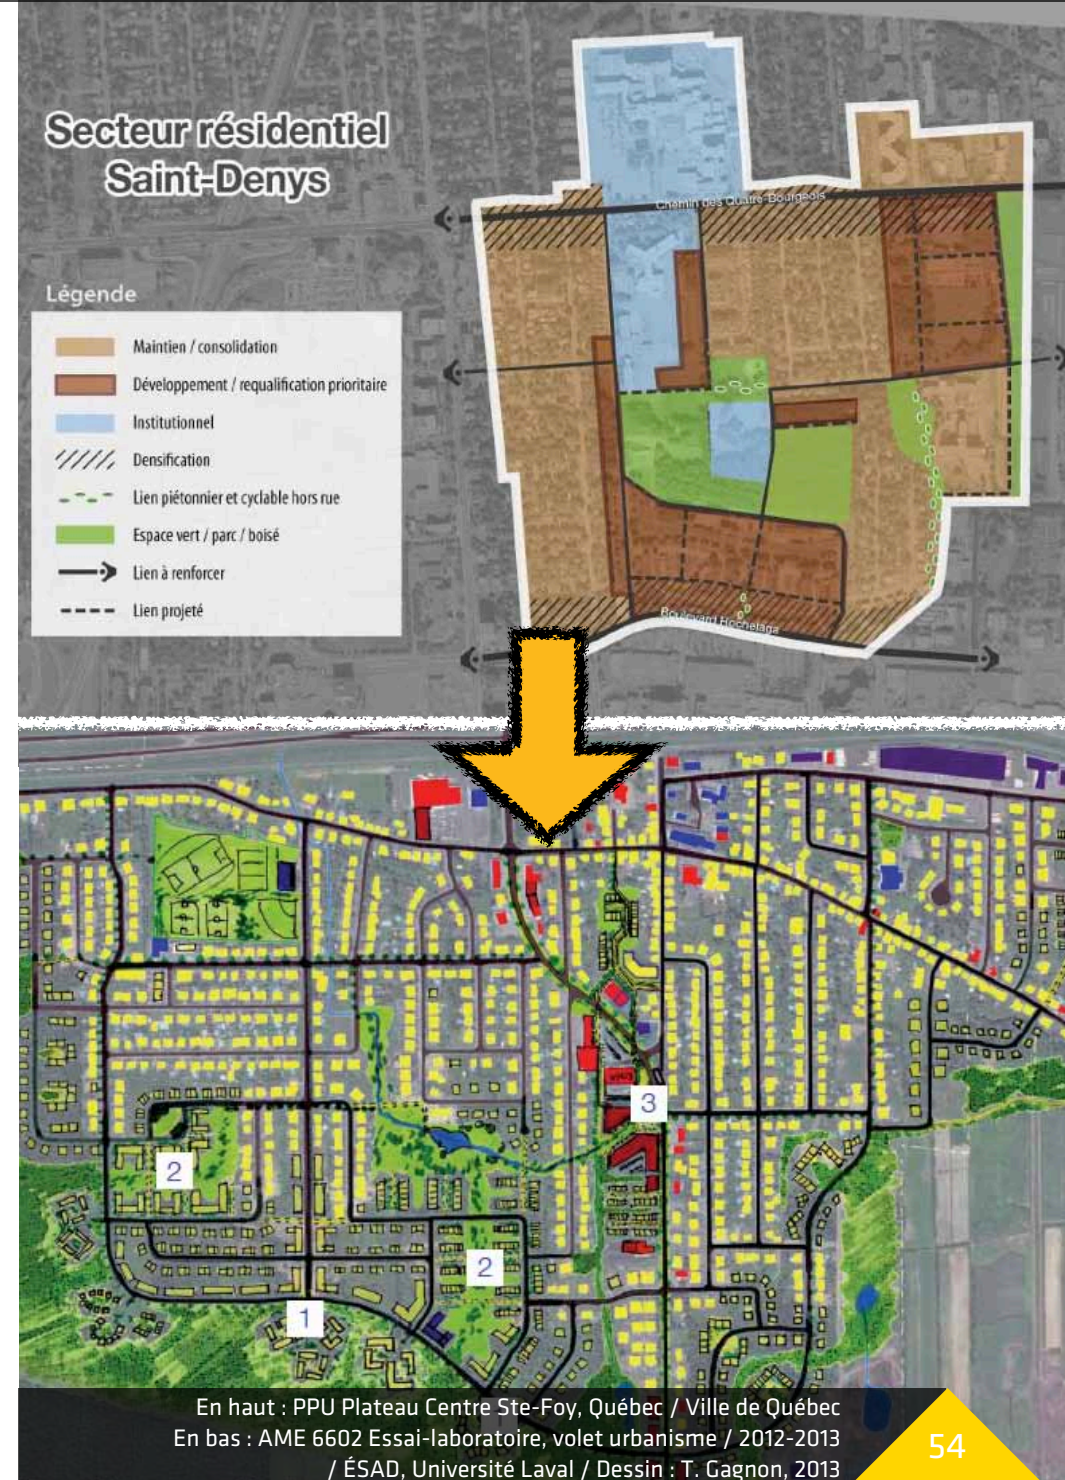 Secteur résidentiel
Saint-Denys
Chemin des Quatre-Bourgeois
Légende
Maintien / consolidation
Développement / requalification prioritaire
Institutionnel
Densification
Lien piétonnier et cyclable hors rue
Espace vert / parc / boisé
Lien à renforcer
Lien projeté
Boulevard Hochelaga
3
2
2
1
En haut : PPU Plateau Centre Ste-Foy, Québec / Ville de Québec
En bas : AME 6602 Essai-laboratoire, volet urbanisme / 2012-2013
/ ÉSAD, Université Laval / Dessin : T. Gagnon, 2013
54